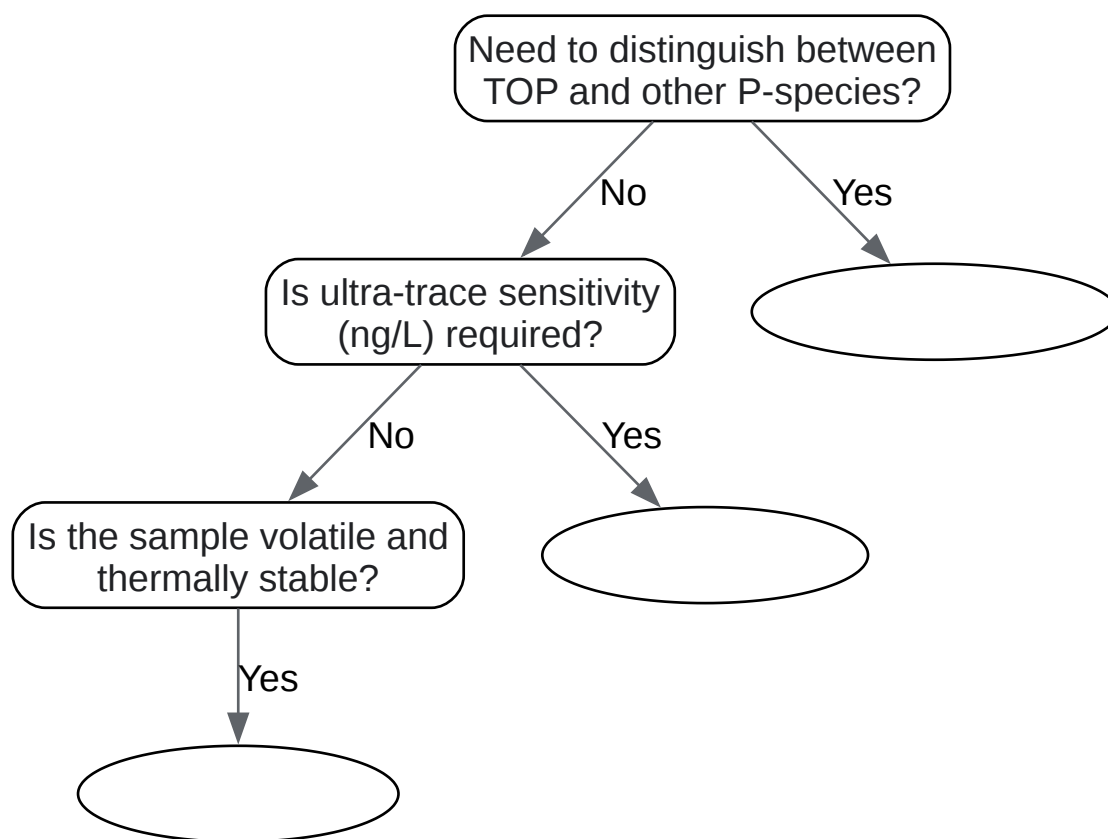 Need to distinguish between
TOP and other P-species?
No
Yes
Is ultra-trace sensitivity
(ng/L) required?
No
Yes
Is the sample volatile and
thermally stable?
Yes